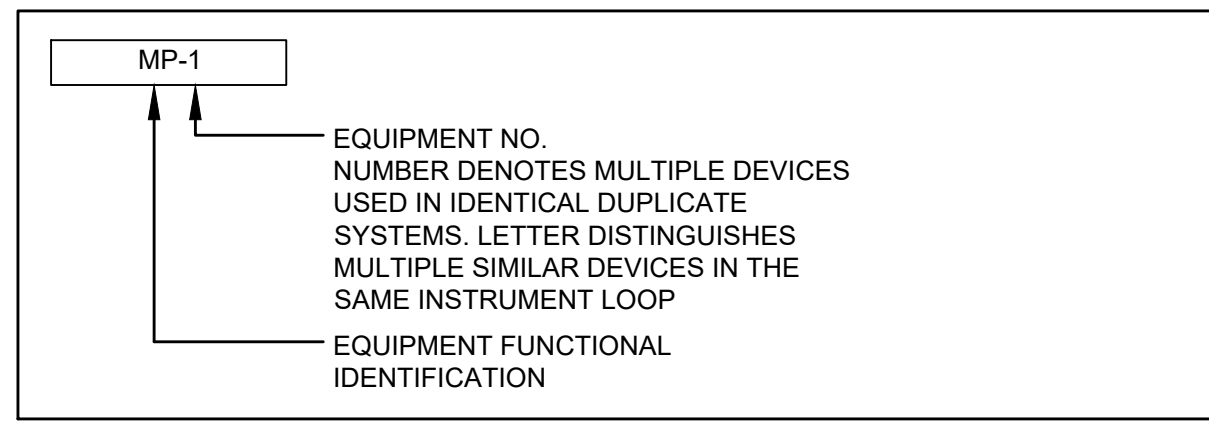 MP-1
EQUIPMENT NO.
NUMBER DENOTES MULTIPLE DEVICES
USED IN IDENTICAL DUPLICATE
SYSTEMS. LETTER DISTINGUISHES
MULTIPLE SIMILAR DEVICES IN THE
SAME INSTRUMENT LOOP
EQUIPMENT FUNCTIONAL
IDENTIFICATION